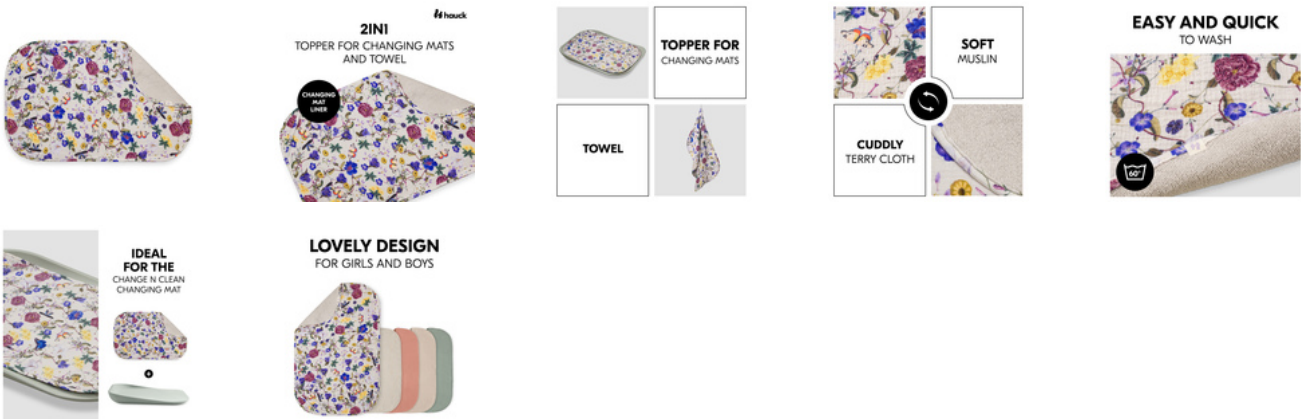 hauck
2IN1
TOPPER FOR CHANGING MATS
AND TOWEL
CHANGING
MAT
LINER
TOPPER FOR
CHANGING MATS
TOWEL
SOFT
MUSLIN
CUDDLY
TERRY CLOTH
EASY AND QUICK
TO WASH
60°
IDEAL
FOR THE
CHANGE N CLEAN
CHANGING MAT
LOVELY DESIGN
FOR GIRLS AND BOYS